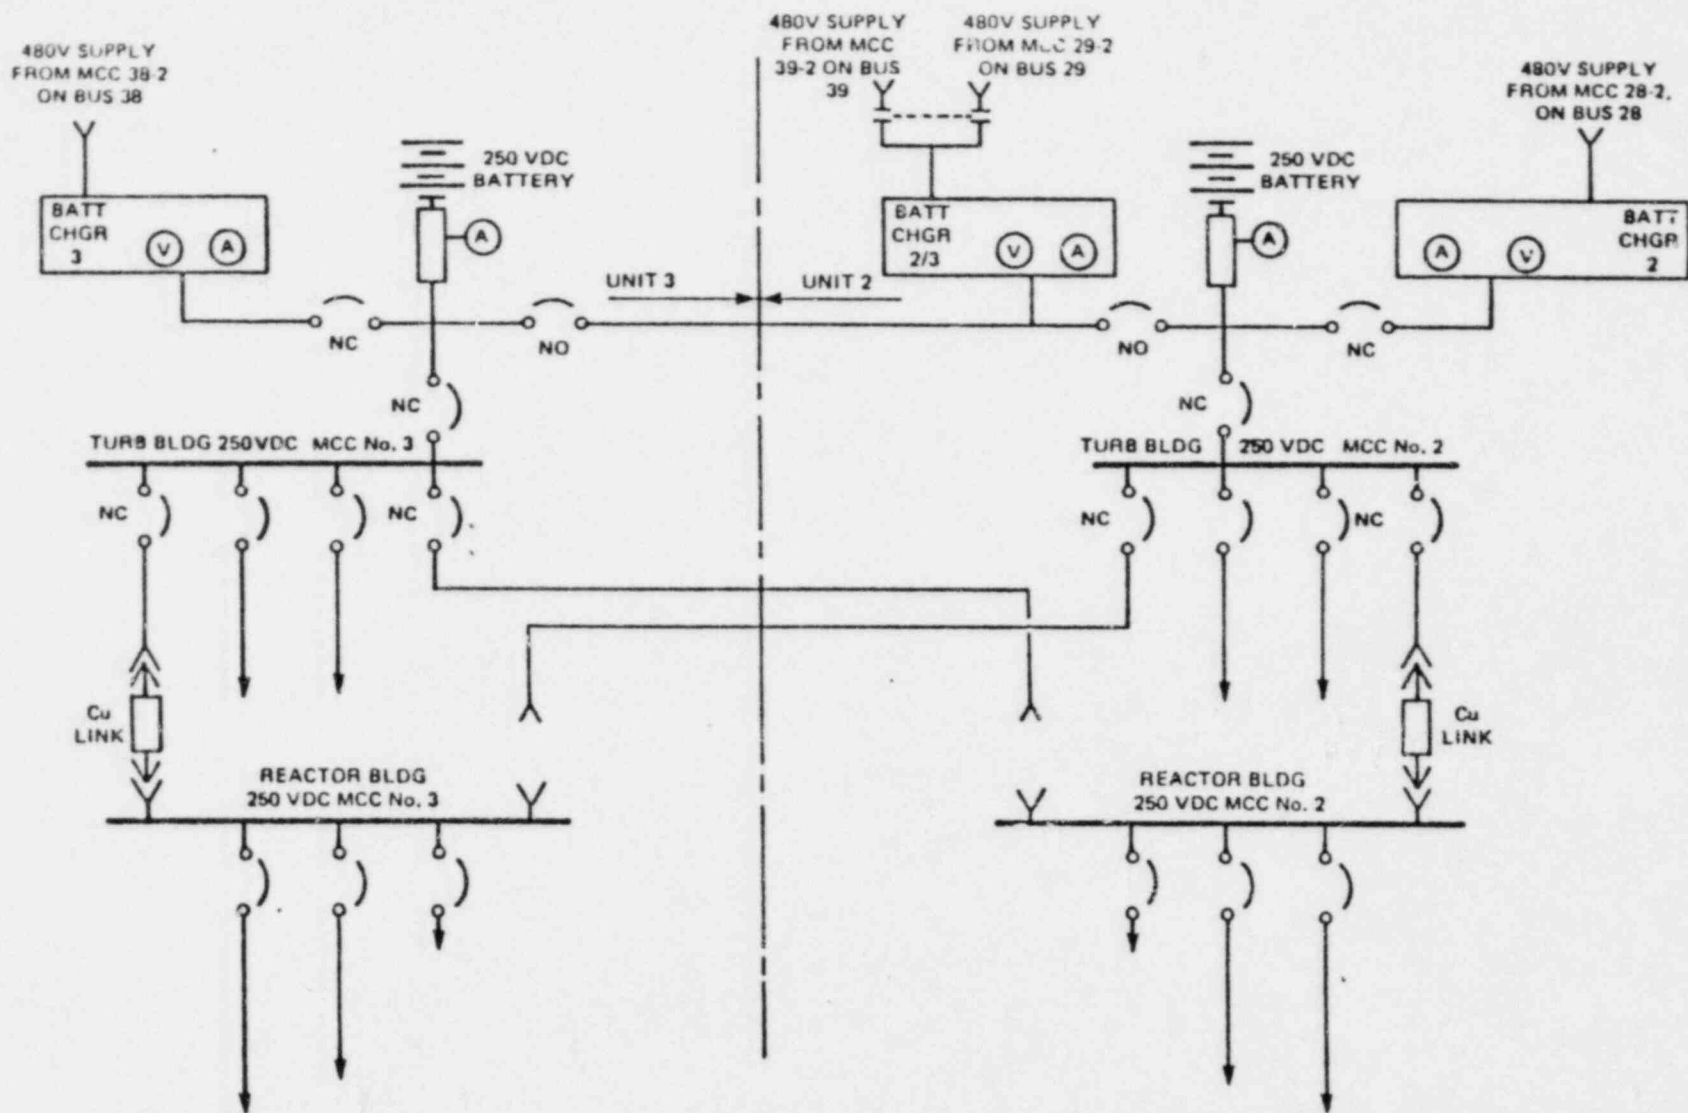 480V SUPPLY
FROM MCC 38-2
ON BUS 38
480V SUPPLY
FROM MCC
39-2 ON BUS
39
480V SUPPLY
FROM MCC 29-2
ON BUS 29
480V SUPPLY
FROM MCC 28-2,
ON BUS 28
250 VDC
BATTERY
250 VDC
BATTERY
BATT
CHGR
3
V
A
A
BATT
CHGR
2/3
V
A
A
BATT
CHGR
2
A
V
UNIT 3
UNIT 2
NC
NO
NO
NC
NC
NC
TURB BLDG 250 VDC MCC No. 3
TURB BLDG 250 VDC MCC No. 2
NC
NC
NC
NC
Cu
LINK
Cu
LINK
REACTOR BLDG
250 VDC MCC No. 3
REACTOR BLDG
250 VDC MCC No. 2